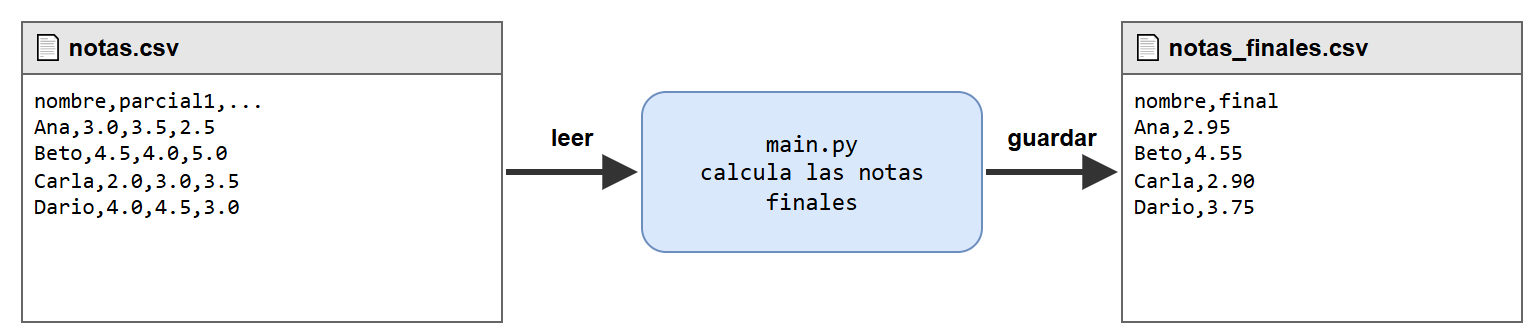 notas.csv
nombre,parcial1,...
Ana,3.0,3.5,2.5
Beto,4.5,4.0,5.0
Carla,2.0,3.0,3.5
Dario,4.0,4.5,3.0
leer
main.py
calcula las notas
finales
guardar
notas_finales.csv
nombre,final
Ana,2.95
Beto,4.55
Carla,2.90
Dario,3.75